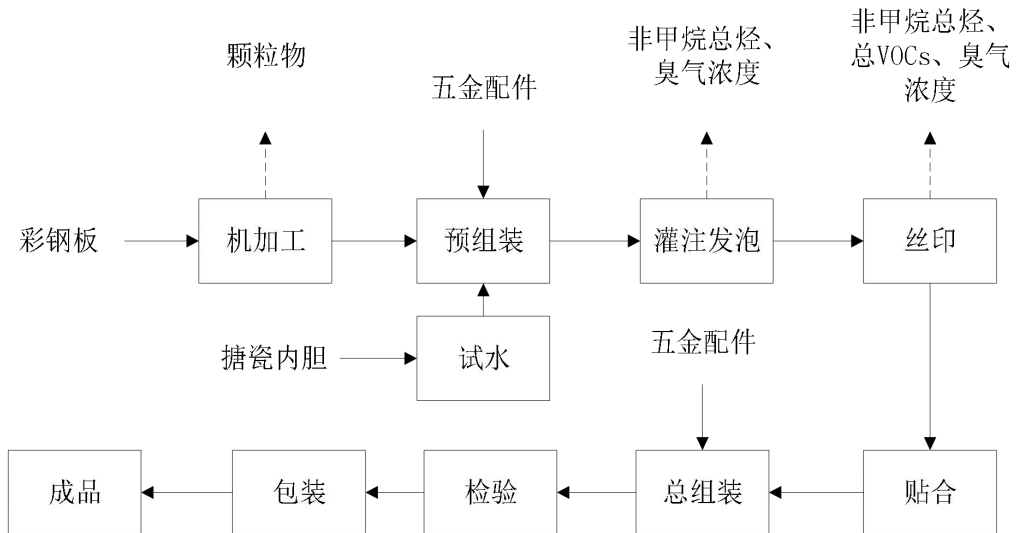 颗粒物
五金配件
非甲烷总烃、
臭气浓度
非甲烷总烃、
总VOCs、臭气
浓度
彩钢板
机加工
预组装
灌注发泡
丝印
搪瓷内胆
试水
五金配件
成品
包装
检验
总组装
贴合